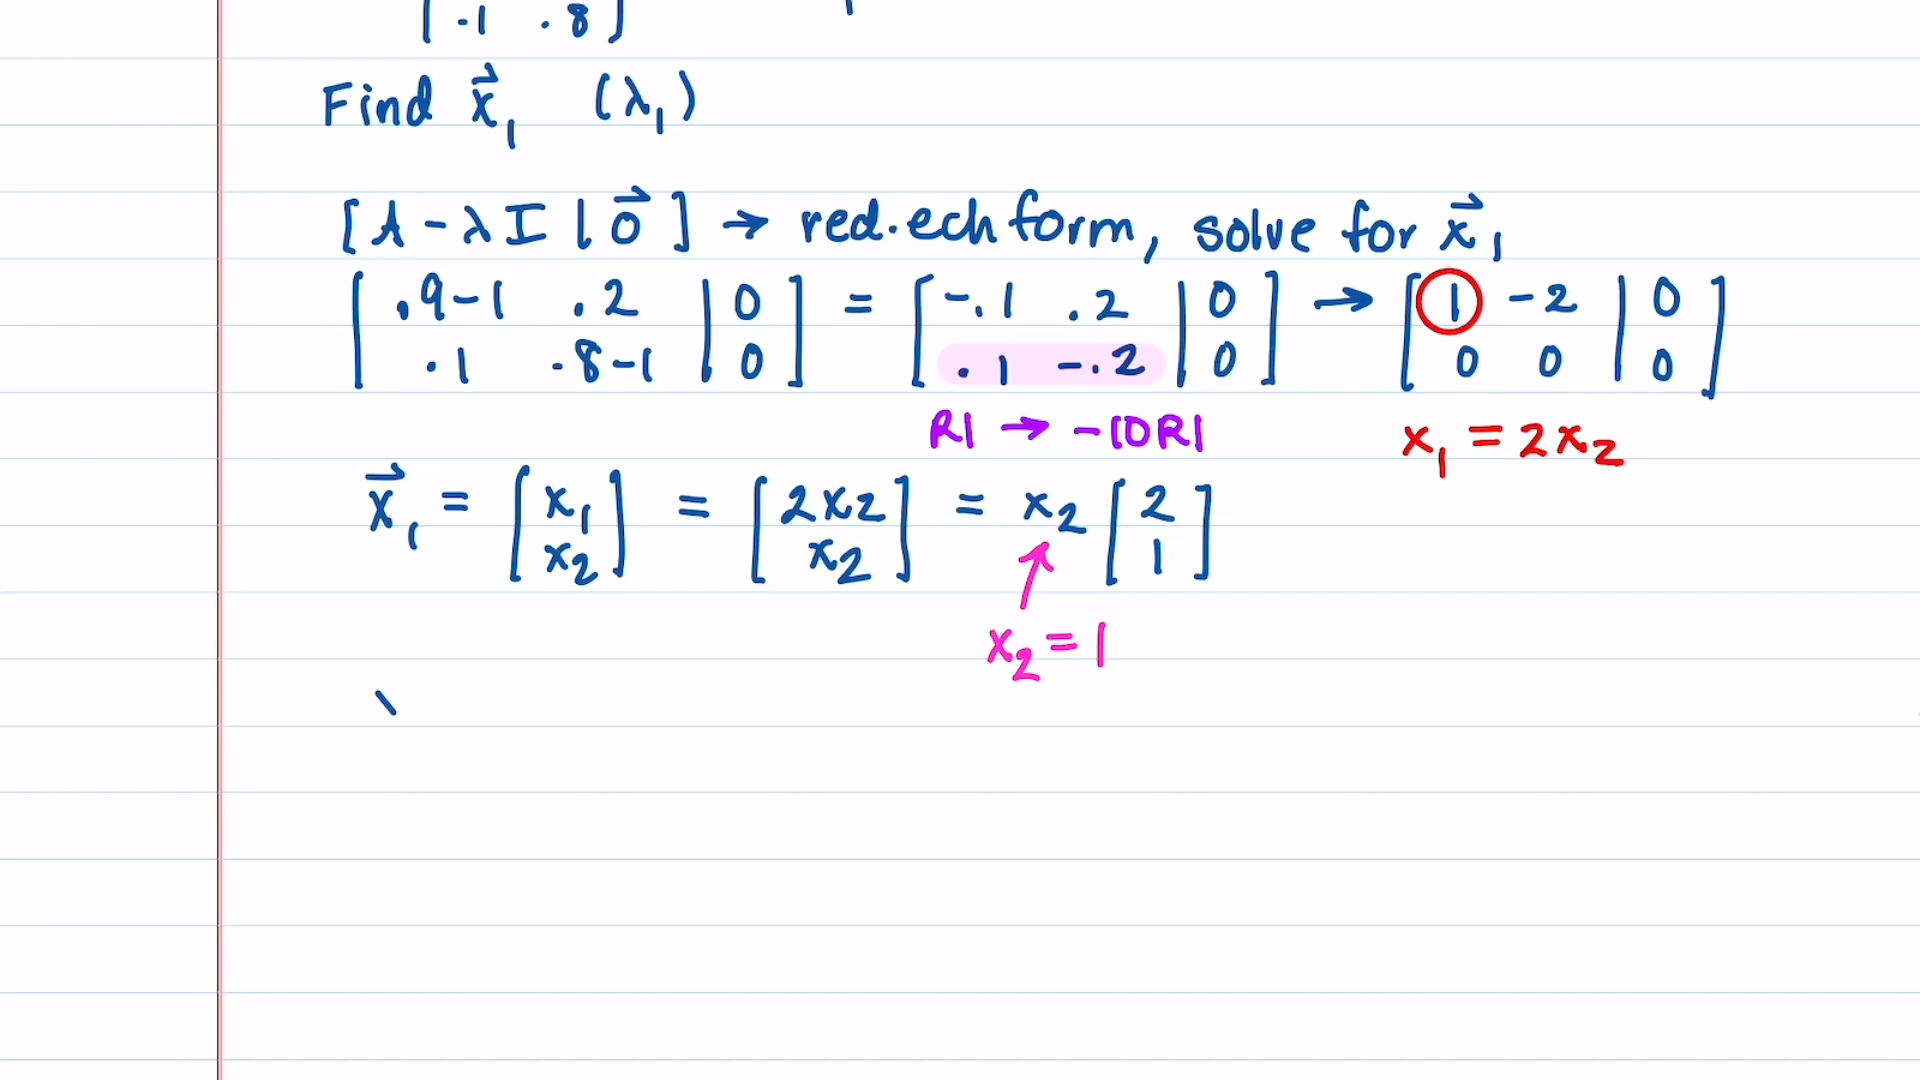 [ .1 .8 ]
Find x⃗₁ (λ₁)
[A - λI | 0⃗ ] → red. ech form, solve for x⃗₁
[ .9-1 .2 | 0 ] = [ -.1 .2 | 0 ] → [ 1 -2 | 0 ]
[ .1 .8-1 | 0 ] [ .1 -.2 | 0 ] [ 0 0 | 0 ]
R1 → -10R1 x₁ = 2x₂
x⃗₁ = [ x₁ ] = [ 2x₂ ] = x₂ [ 2 ]
[ x₂ ] [ x₂ ] [ 1 ]
x₂ = 1